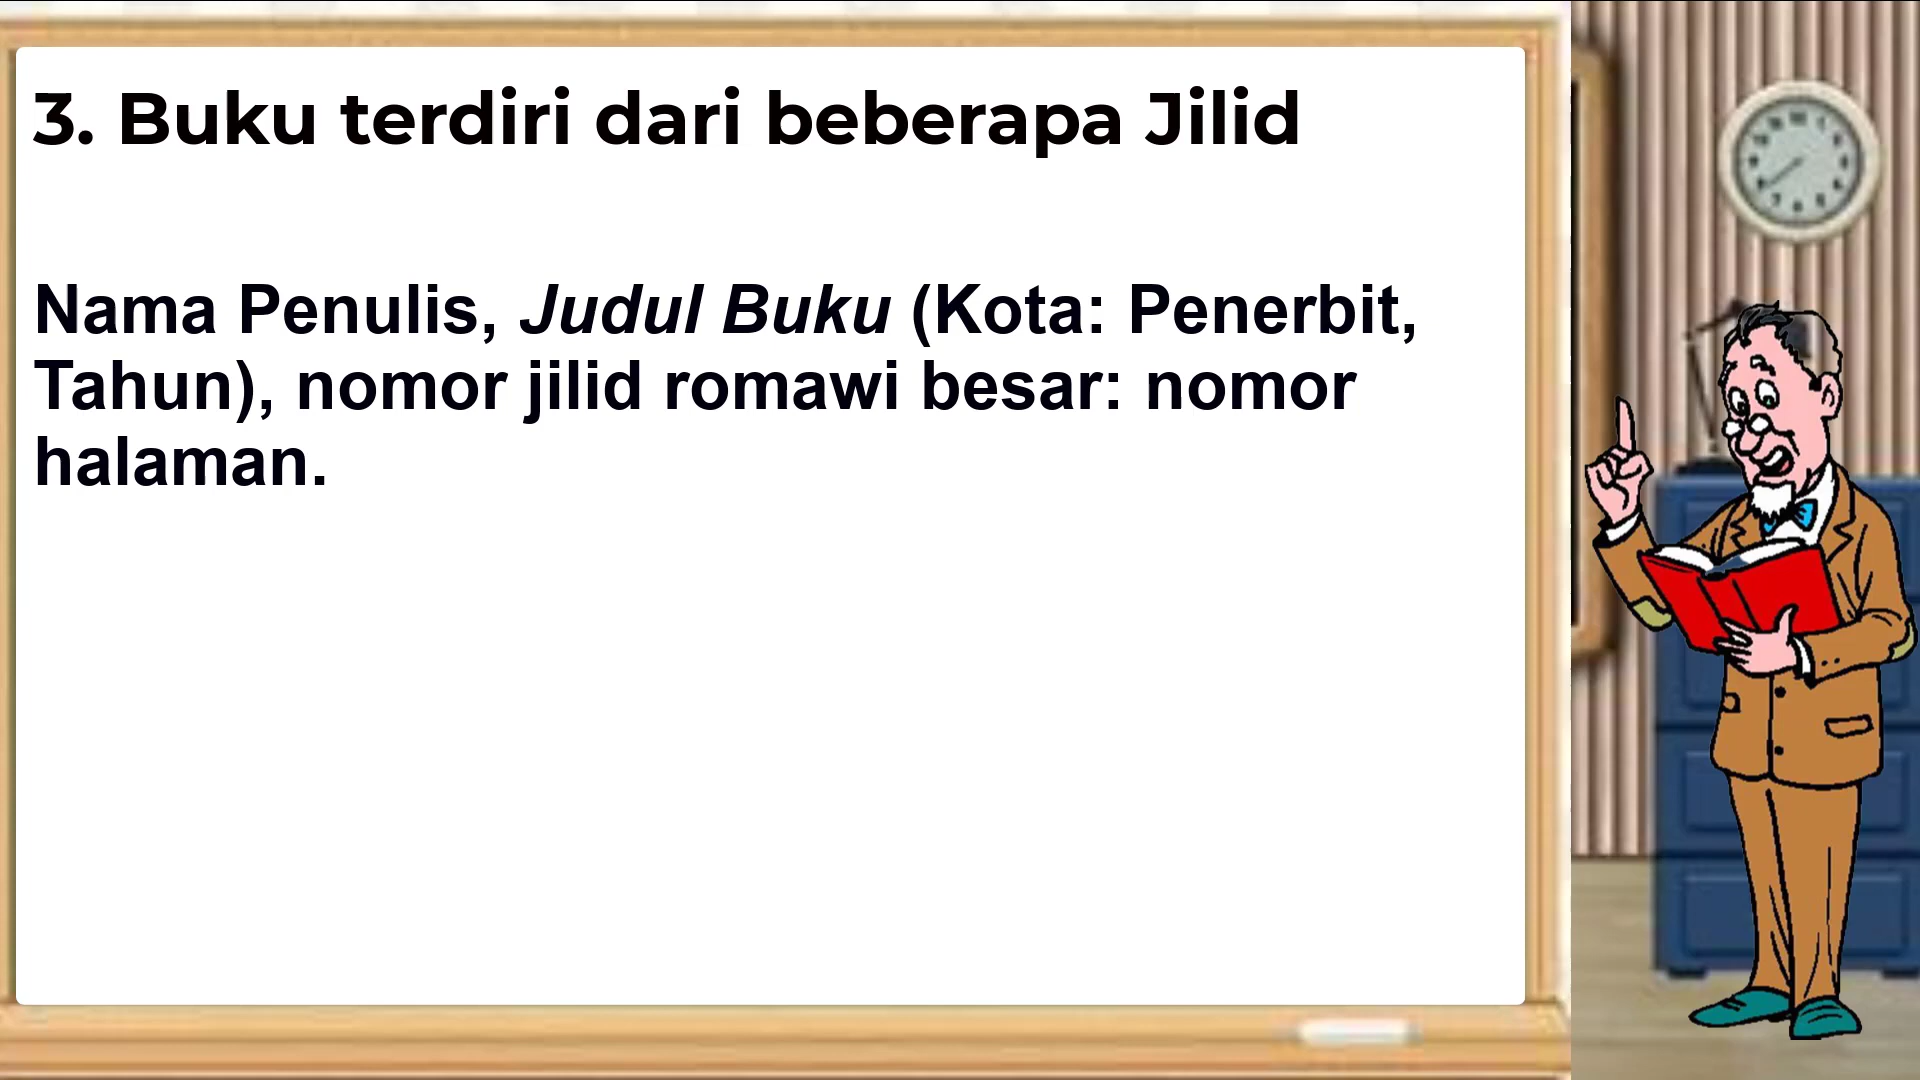 3. Buku terdiri dari beberapa Jilid
Nama Penulis, Judul Buku (Kota: Penerbit,
Tahun), nomor jilid romawi besar: nomor
halaman.